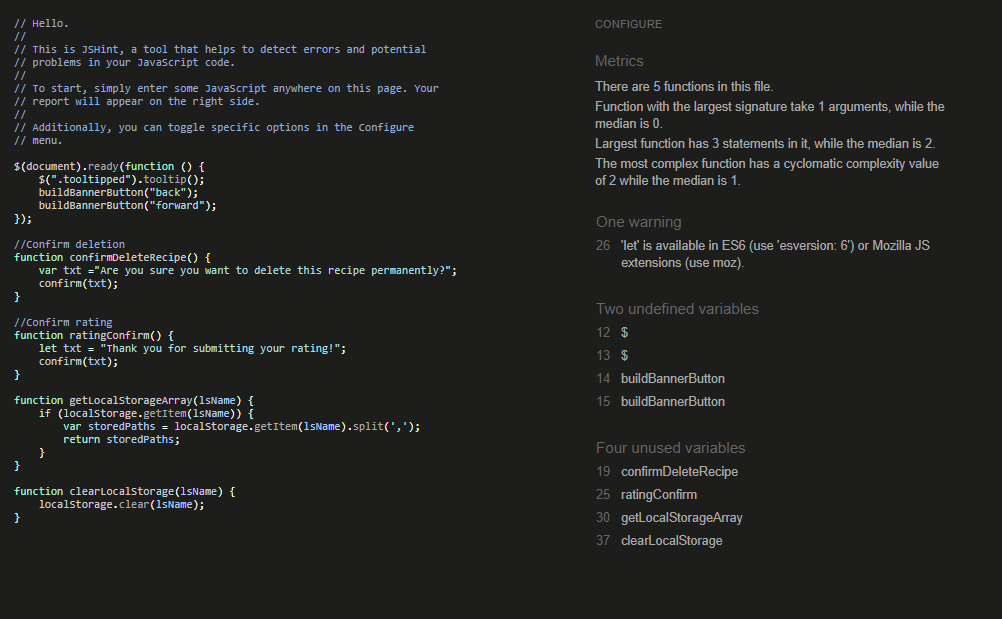 // Hello.
//
// This is JSHint, a tool that helps to detect errors and potential
// problems in your JavaScript code.
//
// To start, simply enter some JavaScript anywhere on this page. Your
// report will appear on the right side.
//
// Additionally, you can toggle specific options in the Configure
// menu.
$(document).ready(function () {
    $(".tooltipped").tooltip();
    buildBannerButton("back");
    buildBannerButton("forward");
});
//Confirm deletion
function confirmDeleteRecipe() {
    var txt ="Are you sure you want to delete this recipe permanently?";
    confirm(txt);
}
//Confirm rating
function ratingConfirm() {
    let txt = "Thank you for submitting your rating!";
    confirm(txt);
}
function getLocalStorageArray(lsName) {
    if (localStorage.getItem(lsName)) {
        var storedPaths = localStorage.getItem(lsName).split(',');
        return storedPaths;
    }
}
function clearLocalStorage(lsName) {
    localStorage.clear(lsName);
}
CONFIGURE
Metrics
There are 5 functions in this file.
Function with the largest signature take 1 arguments, while the
median is 0.
Largest function has 3 statements in it, while the median is 2.
The most complex function has a cyclomatic complexity value
of 2 while the median is 1.
One warning
26 'let' is available in ES6 (use 'esversion: 6') or Mozilla JS
extensions (use moz).
Two undefined variables
12 $
13 $
14 buildBannerButton
15 buildBannerButton
Four unused variables
19 confirmDeleteRecipe
25 ratingConfirm
30 getLocalStorageArray
37 clearLocalStorage